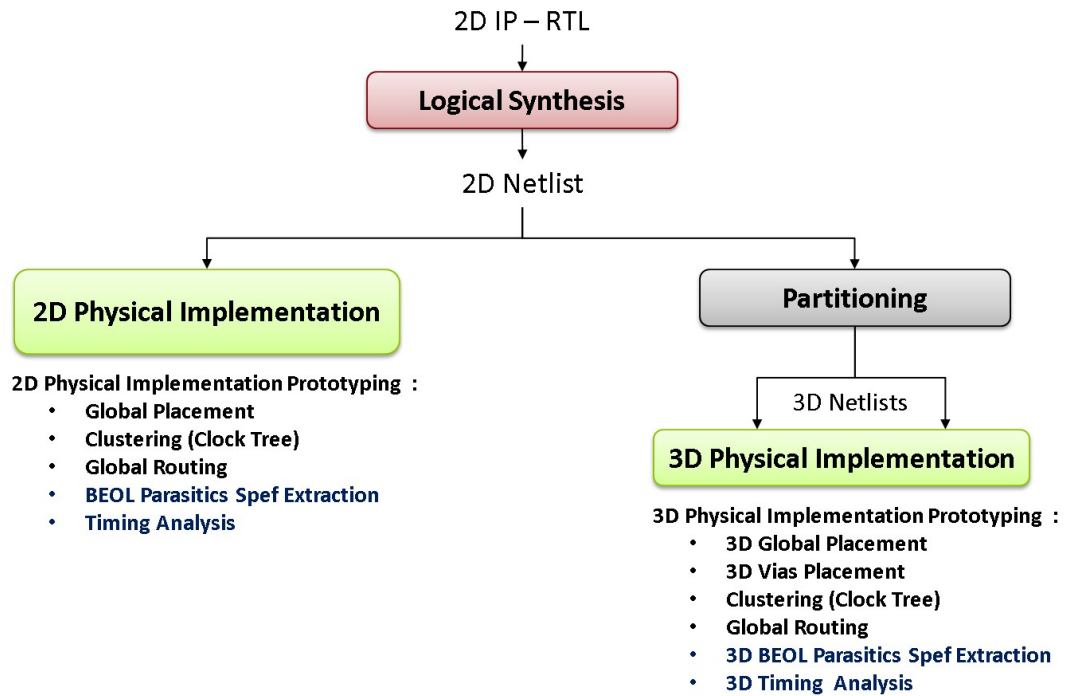 2D IP – RTL
Logical Synthesis
2D Netlist
2D Physical Implementation
2D Physical Implementation Prototyping :
• Global Placement
• Clustering (Clock Tree)
• Global Routing
• BEOL Parasitics Spef Extraction
• Timing Analysis
Partitioning
3D Netlists
3D Physical Implementation
3D Physical Implementation Prototyping :
• 3D Global Placement
• 3D Vias Placement
• Clustering (Clock Tree)
• Global Routing
• 3D BEOL Parasitics Spef Extraction
• 3D Timing Analysis